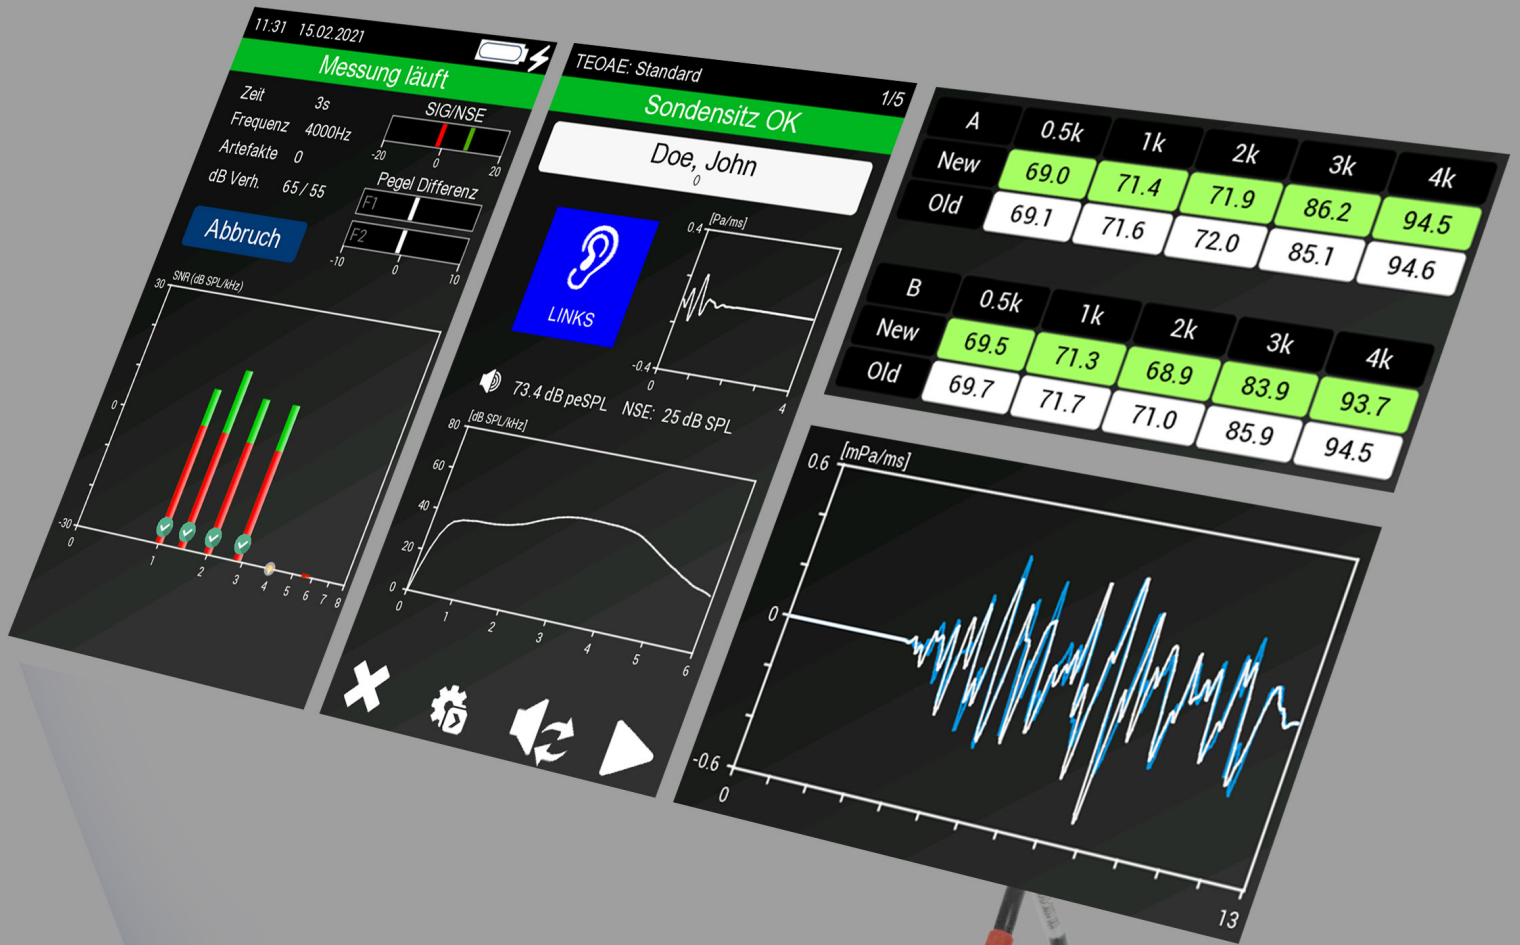 11:31 15.02.2021
Messung läuft
Zeit 3s
Frequenz 4000Hz
Artefakte 0
dB Verh. 65 / 55
SIG/NSE
-20 0 20
Pegel Differenz
F1
F2
-10 0 10
Abbruch
SNR (dB SPL/kHz)
30
0
-30
0 1 2 3 4 5 6 7 8
TEOAE: Standard
1/5
Sondensitz OK
Doe, John
0
LINKS
[Pa/ms]
0.4
-0.4
0 4
73.4 dB peSPL NSE: 25 dB SPL
[dB SPL/kHz]
80
60
40
20
0
0 1 2 3 4 5 6
A 0.5k 1k 2k 3k 4k
New 69.0 71.4 71.9 86.2 94.5
Old 69.1 71.6 72.0 85.1 94.6
B 0.5k 1k 2k 3k 4k
New 69.5 71.3 68.9 83.9 93.7
Old 69.7 71.7 71.0 85.9 94.5
[mPa/ms]
0.6
0
-0.6
0 13